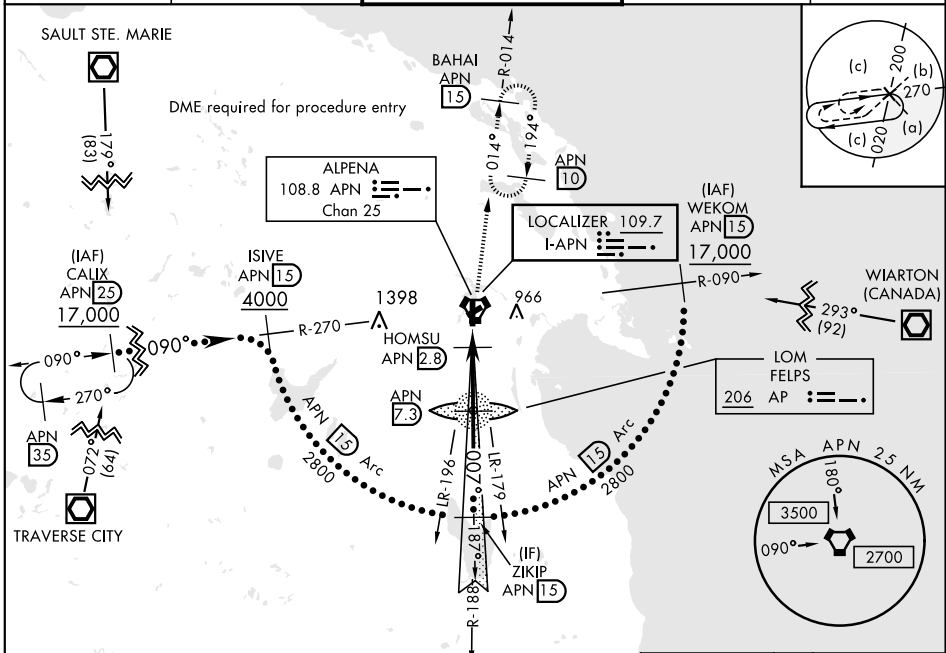 SAULT STE. MARIE
179°
(183)
DME required for procedure entry
BAHAI
APN
15
R-014
014°
194°
APN
10
(c)
200
(b)
270
(a)
(c)
020
ALPENA
108.8 APN
Chan 25
LOCALIZER 109.7
I-APN
(IAF)
WEKOM
APN 15
17,000
R-090
WIARTON
(CANADA)
293°
(92)
(IAF)
CALIX
APN 25
17,000
ISIVE
APN 15
4000
1398
966
R-270
HOMSU
APN 2.8
090°
090°
270°
APN
35
072°
(64)
TRAVERSE CITY
APN
7.3
LOM
FELPS
206 AP
APN 15 Arc
2800
APN 15 Arc
2800
LR-196
007°
LR-179
187°
(IF)
ZIKIP
APN 15
R-188
MSA APN 25 NM
180°
3500
090°
2700